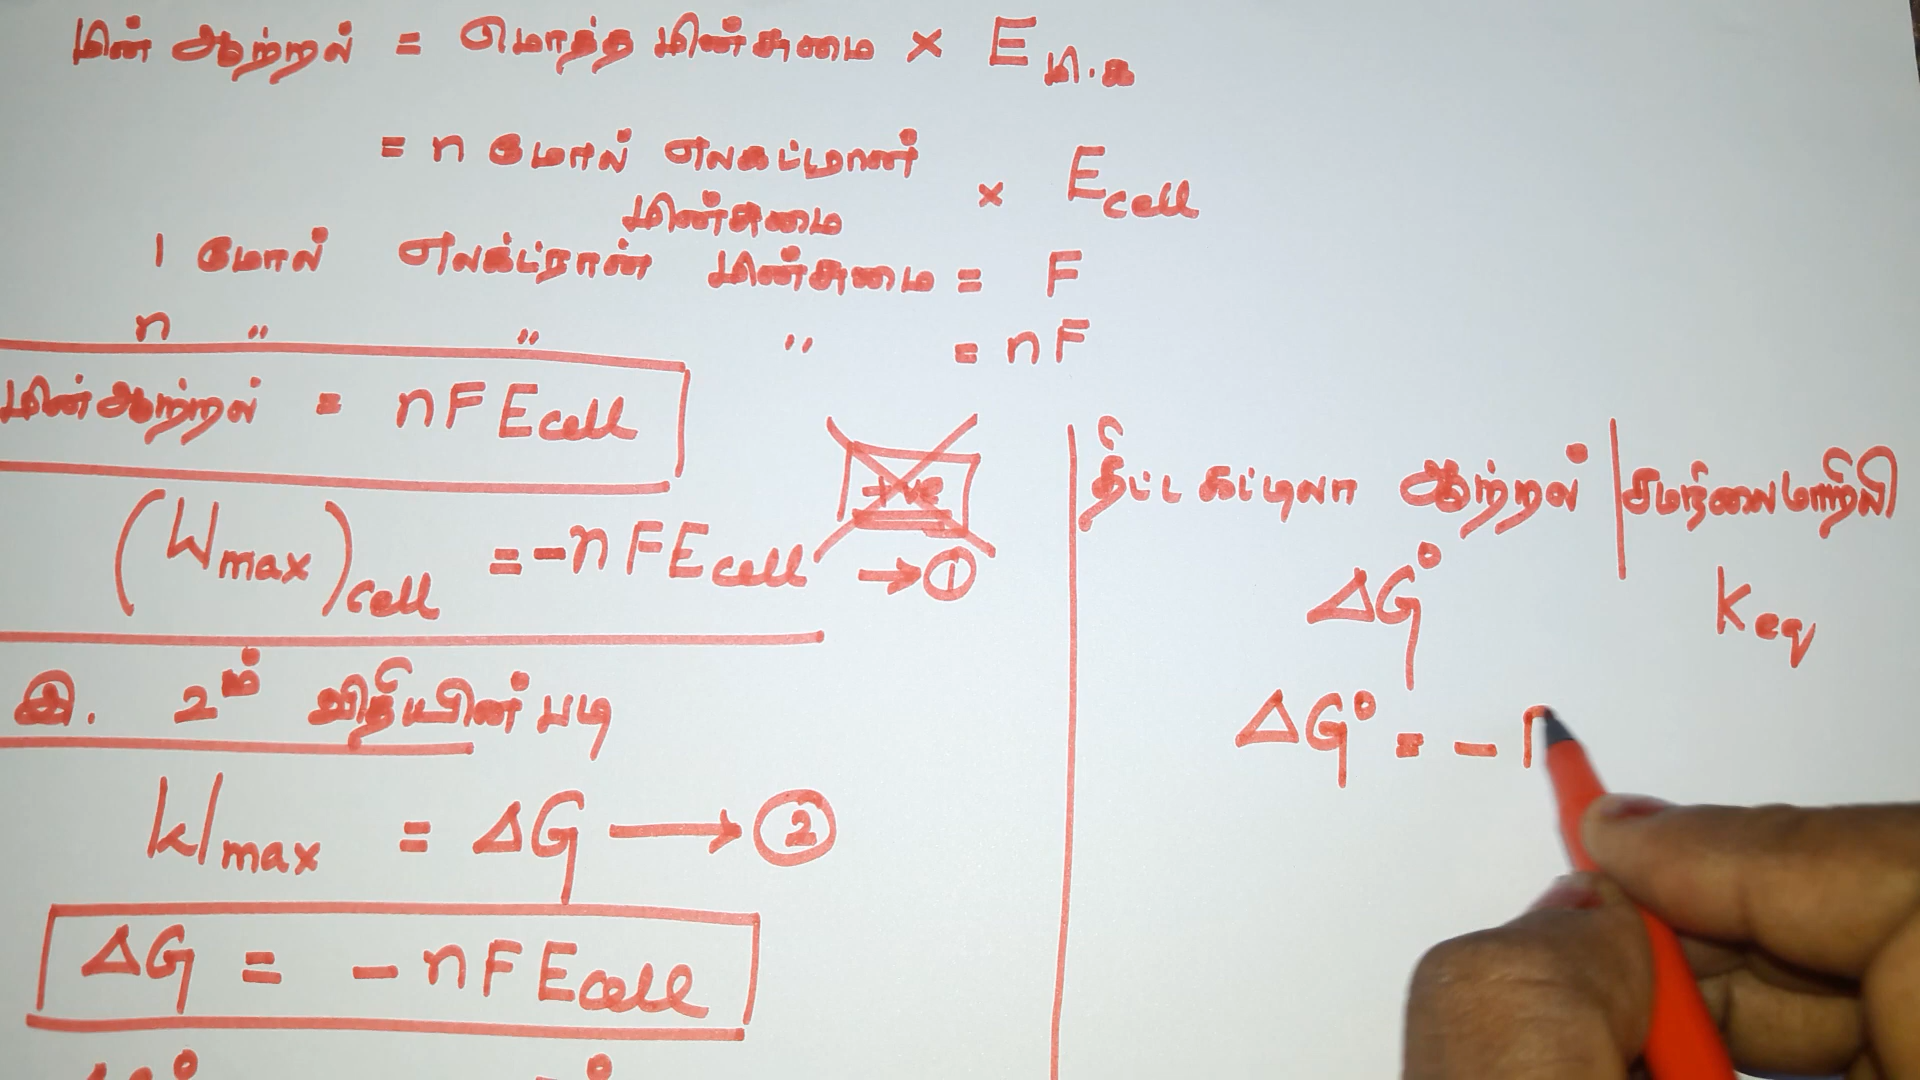 மின் ஆற்றல் = மொத்த மின்சுமை × E மி.க
= n மோல் எலக்ட்ரான் மின்சுமை × Ecell
1 மோல் எலக்ட்ரான் மின்சுமை = F
n " " " = nF
மின்ஆற்றல் = nFEcell
+ve
(Wmax)cell = -nFEcell → ①
இ. 2ம் விதியின் படி
Wmax = ΔG → ②
ΔG = - nFEcell
திட்ட கட்டிலா ஆற்றல் | சமநிலை மாறிலி
ΔG° Keq
ΔG° = - n